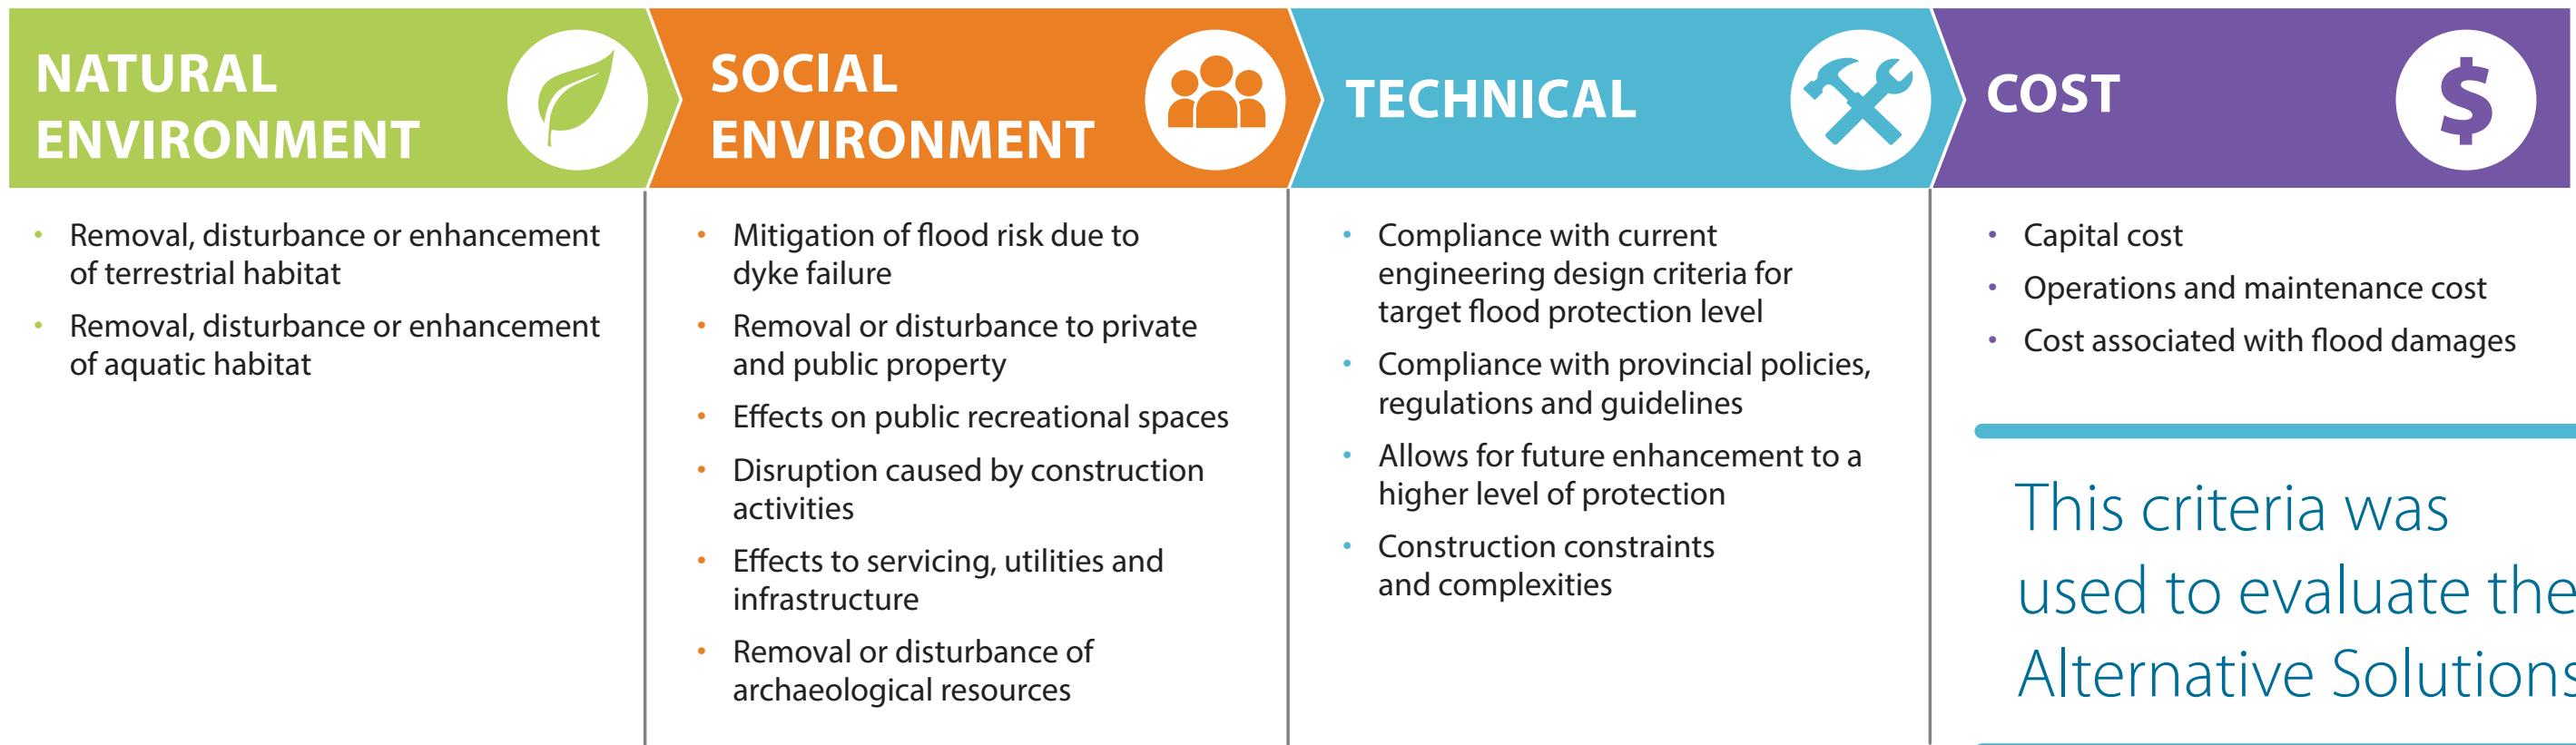 NATURAL
ENVIRONMENT
• Removal, disturbance or enhancement
of terrestrial habitat
• Removal, disturbance or enhancement
of aquatic habitat
SOCIAL
ENVIRONMENT
• Mitigation of flood risk due to
dyke failure
• Removal or disturbance to private
and public property
• Effects on public recreational spaces
• Disruption caused by construction
activities
• Effects to servicing, utilities and
infrastructure
• Removal or disturbance of
archaeological resources
TECHNICAL
• Compliance with current
engineering design criteria for
target flood protection level
• Compliance with provincial policies,
regulations and guidelines
• Allows for future enhancement to a
higher level of protection
• Construction constraints
and complexities
COST
$
• Capital cost
• Operations and maintenance cost
• Cost associated with flood damages
This criteria was
used to evaluate the
Alternative Solutions